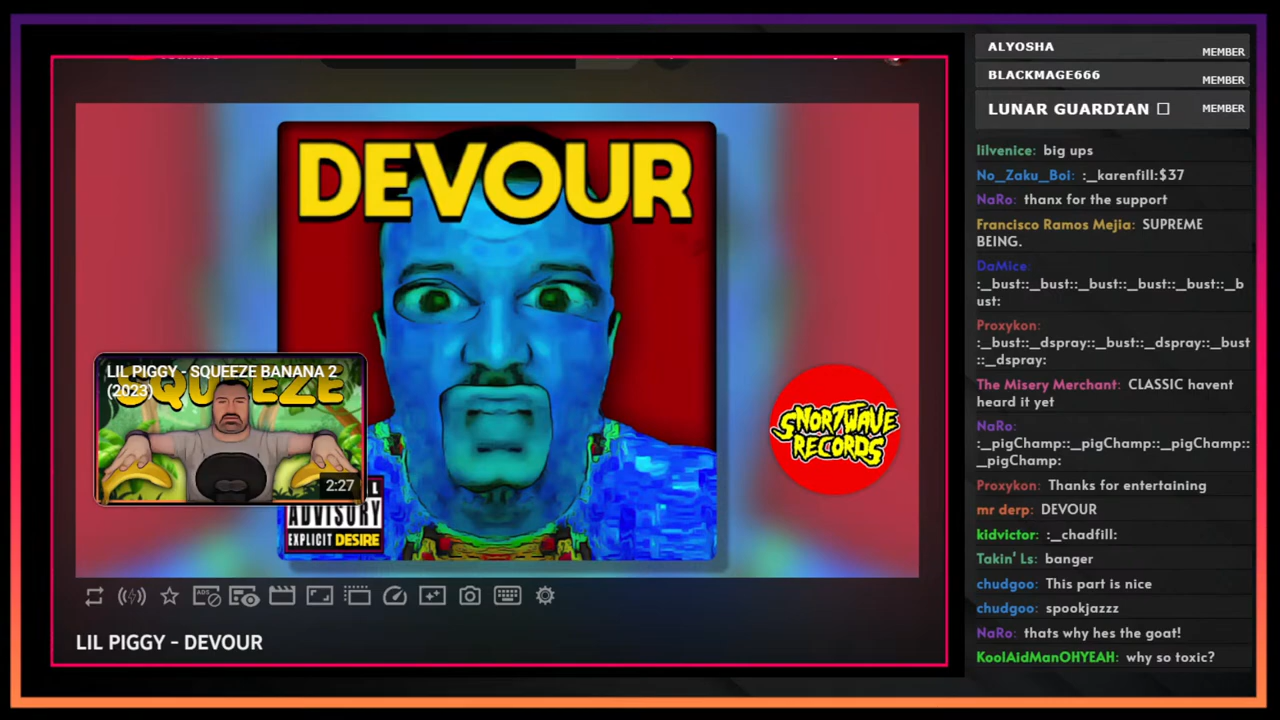 DEVOUR
LIL PIGGY - SQUEEZE BANANA 2
(2023)
SQUEEZE
2:27
ADVISORY
EXPLICIT DESIRE
SNORTWAVE
RECORDS
ADS
LIL PIGGY - DEVOUR
ALYOSHA MEMBER
BLACKMAGE666 MEMBER
LUNAR GUARDIAN □ MEMBER
lilvenice: big ups
No_Zaku_Boi: :_karenfill:$37
NaRo: thanx for the support
Francisco Ramos Mejia: SUPREME
BEING.
DaMice:
:_bust::_bust::_bust::_bust::_bust::_b
ust:
Proxykon:
:_bust::_dspray::_bust::_dspray::_bust
::_dspray:
The Misery Merchant: CLASSIC havent
heard it yet
NaRo:
:_pigChamp::_pigChamp::_pigChamp::
_pigChamp:
Proxykon: Thanks for entertaining
mr derp: DEVOUR
kidvictor: :_chadfill:
Takin' Ls: banger
chudgoo: This part is nice
chudgoo: spookjazzz
NaRo: thats why hes the goat!
KoolAidManOHYEAH: why so toxic?